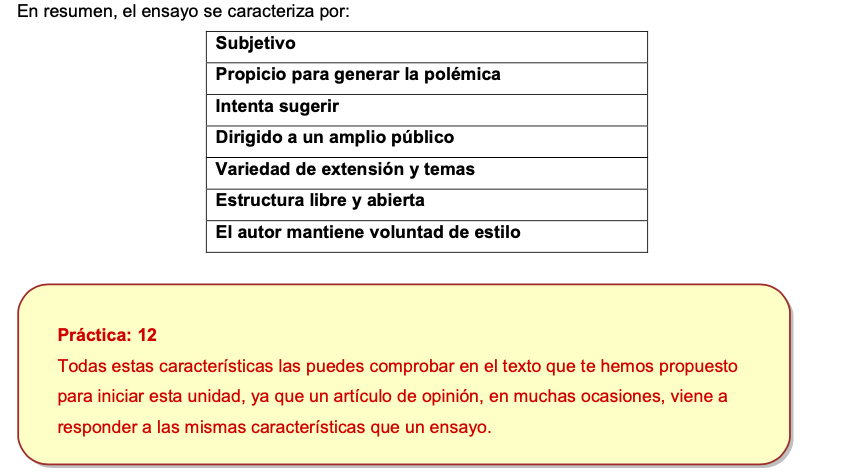 En resumen, el ensayo se caracteriza por:
Subjetivo
Propicio para generar la polémica
Intenta sugerir
Dirigido a un amplio público
Variedad de extensión y temas
Estructura libre y abierta
El autor mantiene voluntad de estilo
Práctica: 12
Todas estas características las puedes comprobar en el texto que te hemos propuesto
para iniciar esta unidad, ya que un artículo de opinión, en muchas ocasiones, viene a
responder a las mismas características que un ensayo.